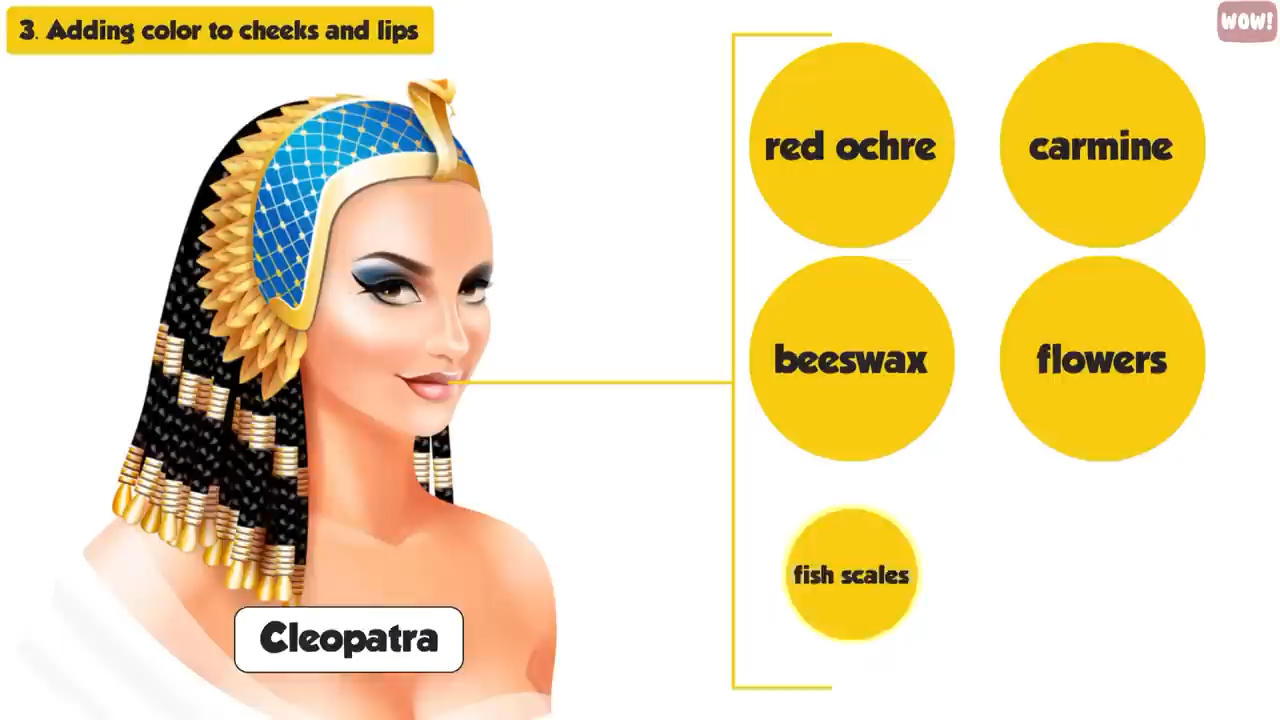 3. Adding color to cheeks and lips
WOW!
red ochre
carmine
beeswax
flowers
fish scales
Cleopatra